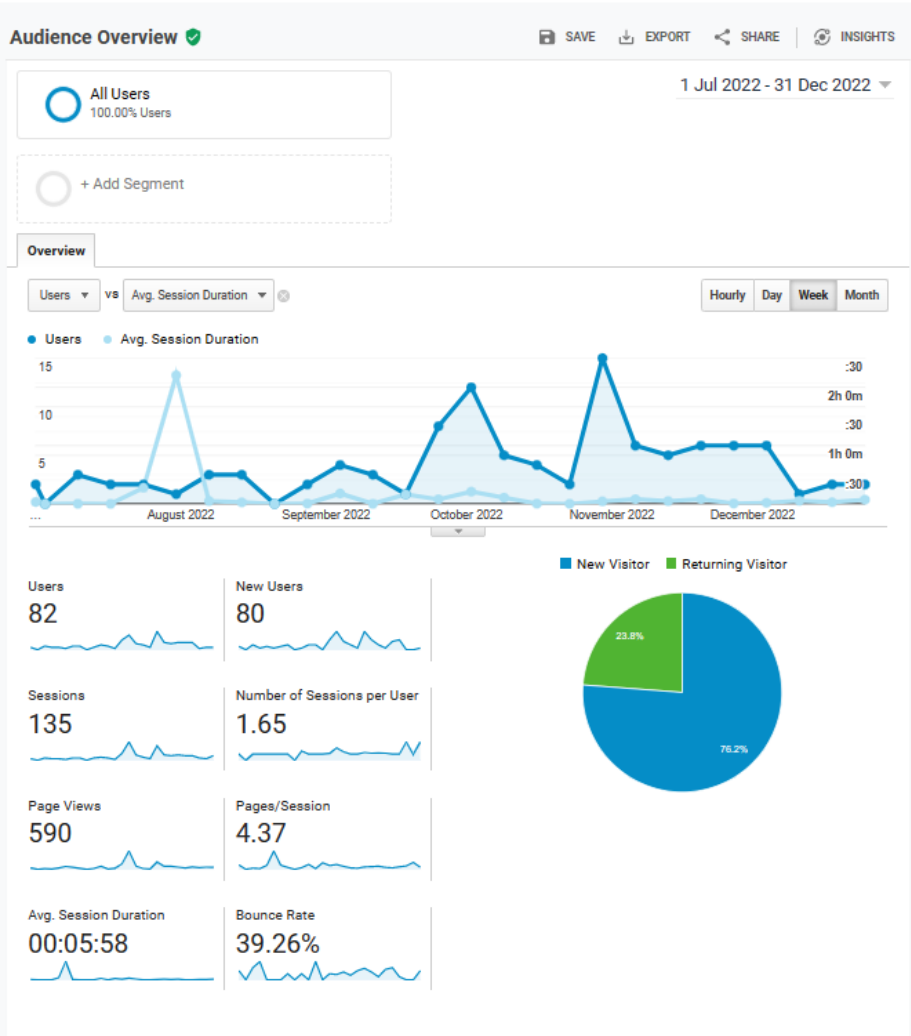 Audience Overview
SAVE EXPORT SHARE INSIGHTS
All Users
100.00% Users
1 Jul 2022 - 31 Dec 2022
+ Add Segment
Overview
Users vs Avg. Session Duration
Hourly Day Week Month
Users Avg. Session Duration
15 :30
2h 0m
10 :30
5 1h 0m
:30
... August 2022 September 2022 October 2022 November 2022 December 2022
New Visitor Returning Visitor
Users New Users
82 80
23.8%
Sessions Number of Sessions per User
135 1.65
76.2%
Page Views Pages/Session
590 4.37
Avg. Session Duration Bounce Rate
00:05:58 39.26%